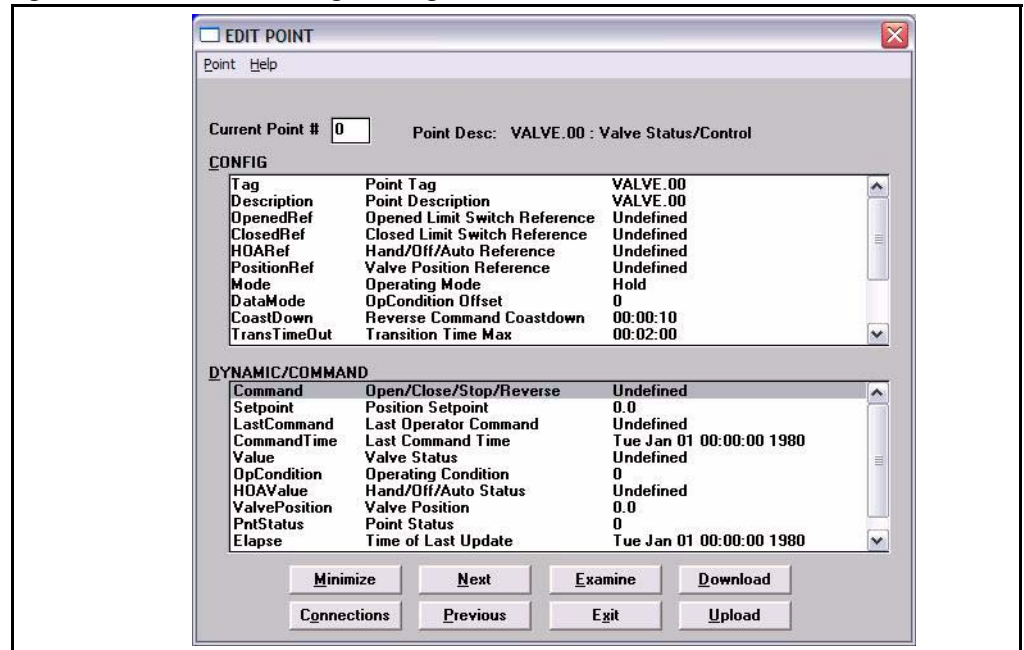 EDIT POINT
Point Help
Current Point # 0 Point Desc: VALVE.00 : Valve Status/Control
CONFIG
Tag Point Tag VALVE.00
Description Point Description VALVE.00
OpenedRef Opened Limit Switch Reference Undefined
ClosedRef Closed Limit Switch Reference Undefined
HOARef Hand/Off/Auto Reference Undefined
PositionRef Valve Position Reference Undefined
Mode Operating Mode Hold
DataMode OpCondition Offset 0
CoastDown Reverse Command Coastdown 00:00:10
TransTimeOut Transition Time Max 00:02:00
DYNAMIC/COMMAND
Command Open/Close/Stop/Reverse Undefined
Setpoint Position Setpoint 0.0
LastCommand Last Operator Command Undefined
CommandTime Last Command Time Tue Jan 01 00:00:00 1980
Value Valve Status Undefined
OpCondition Operating Condition 0
HOAValue Hand/Off/Auto Status Undefined
ValvePosition Valve Position 0.0
PntStatus Point Status 0
Elapse Time of Last Update Tue Jan 01 00:00:00 1980
Minimize Next Examine Download
Connections Previous Exit Upload